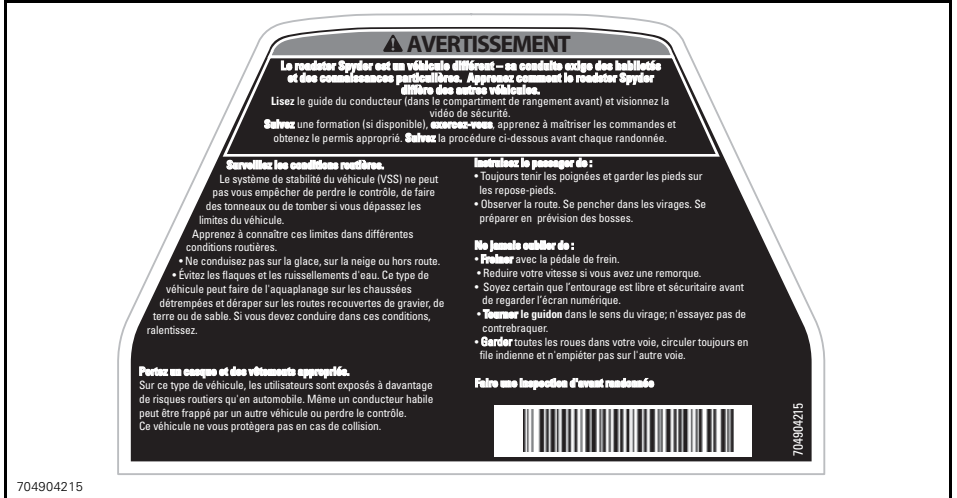 AVERTISSEMENT
Le roadster Spyder est un véhicule différent – sa conduite exige des habiletés
et des connaissances particulières. Apprenez comment le roadster Spyder
diffère des autres véhicules.
Lisez le guide du conducteur (dans le compartiment de rangement avant) et visionnez la
vidéo de sécurité.
Suivez une formation (si disponible), exercez-vous, apprenez à maîtriser les commandes et
obtenez le permis approprié. Suivez la procédure ci-dessous avant chaque randonnée.
Surveillez les conditions routières.
Le système de stabilité du véhicule (VSS) ne peut
pas vous empêcher de perdre le contrôle, de faire
des tonneaux ou de tomber si vous dépassez les
limites du véhicule.
Apprenez à connaître ces limites dans différentes
conditions routières.
• Ne conduisez pas sur la glace, sur la neige ou hors route.
• Évitez les flaques et les ruissellements d'eau. Ce type de
véhicule peut faire de l'aquaplanage sur les chaussées
détrempées et déraper sur les routes recouvertes de gravier, de
terre ou de sable. Si vous devez conduire dans ces conditions,
ralentissez.
Portez un casque et des vêtements appropriés.
Sur ce type de véhicule, les utilisateurs sont exposés à davantage
de risques routiers qu'en automobile. Même un conducteur habile
peut être frappé par un autre véhicule ou perdre le contrôle.
Ce véhicule ne vous protègera pas en cas de collision.
Instruisez le passager de :
• Toujours tenir les poignées et garder les pieds sur
les repose-pieds.
• Observer la route. Se pencher dans les virages. Se
préparer en prévision des bosses.
Ne jamais oublier de :
• Freiner avec la pédale de frein.
• Reduire votre vitesse si vous avez une remorque.
• Soyez certain que l'entourage est libre et sécuritaire avant
de regarder l'écran numérique.
• Tourner le guidon dans le sens du virage; n'essayez pas de
contrebraquer.
• Garder toutes les roues dans votre voie, circuler toujours en
file indienne et n'empiéter pas sur l'autre voie.
Faire une inspection d'avant randonnée
704904215
704904215